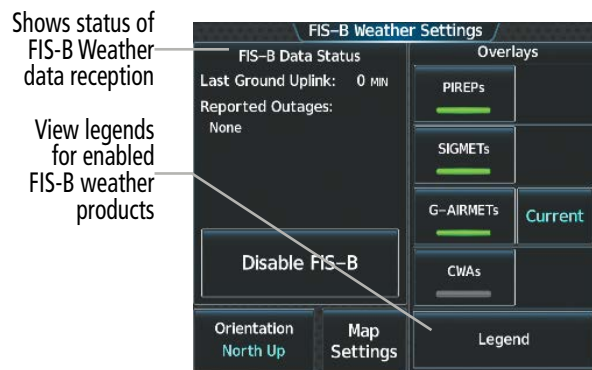 Shows status of
FIS-B Weather
data reception
View legends
for enabled
FIS-B weather
products
FIS–B Weather Settings
FIS–B Data Status
Last Ground Uplink: 0 MIN
Reported Outages:
None
Disable FIS–B
Orientation
North Up
Map
Settings
Overlays
PIREPs
SIGMETs
G–AIRMETs
Current
CWAs
Legend